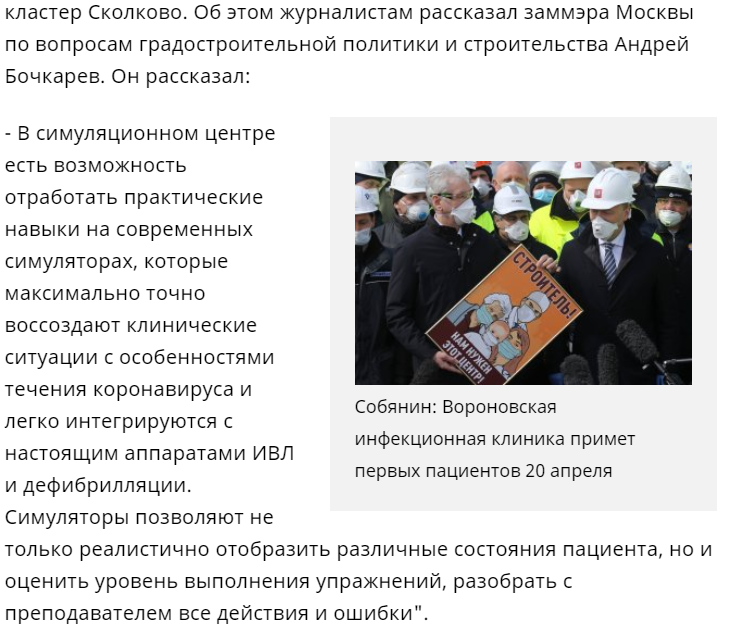 кластер Сколково. Об этом журналистам рассказал заммэра Москвы
по вопросам градостроительной политики и строительства Андрей
Бочкарев. Он рассказал:
- В симуляционном центре
есть возможность
отработать практические
навыки на современных
симуляторах, которые
максимально точно
воссоздают клинические
ситуации с особенностями
течения коронавируса и
легко интегрируются с
настоящим аппаратами ИВЛ
и дефибрилляции.
Симуляторы позволяют не
только реалистично отобразить различные состояния пациента, но и
оценить уровень выполнения упражнений, разобрать с
преподавателем все действия и ошибки".
СТРОИТЕЛЬ!
НАМ НУЖЕН
ЭТОТ ЦЕНТР!
Собянин: Вороновская
инфекционная клиника примет
первых пациентов 20 апреля